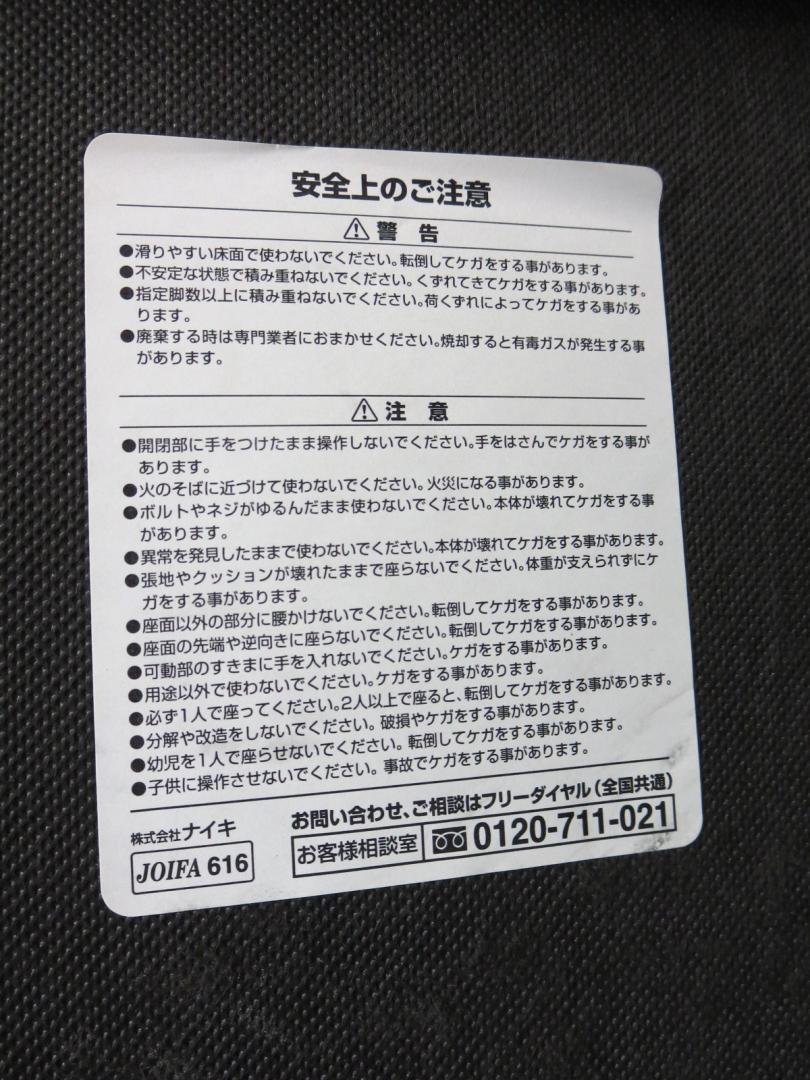 安全上のご注意
⚠警 告
●滑りやすい床面で使わないでください。転倒してケガをする事があります。
●不安定な状態で積み重ねないでください。くずれてきてケガをする事があります。
●指定脚数以上に積み重ねないでください。荷くずれによってケガをする事があ
ります。
●廃棄する時は専門業者におまかせください。焼却すると有毒ガスが発生する事
があります。
⚠注 意
●開閉部に手をつけたまま操作しないでください。手をはさんでケガをする事が
あります。
●火のそばに近づけて使わないでください。火災になる事があります。
●ボルトやネジがゆるんだまま使わないでください。本体が壊れてケガをする事
があります。
●異常を発見したままで使わないでください。本体が壊れてケガをする事があります。
●張地やクッションが壊れたままで座らないでください。体重が支えられずにケ
ガをする事があります。
●座面以外の部分に腰かけないでください。転倒してケガをする事があります。
●座面の先端や逆向きに座らないでください。転倒してケガをする事があります。
●可動部のすきまに手を入れないでください。ケガをする事があります。
●用途以外で使わないでください。ケガをする事があります。
●必ず1人で座ってください。2人以上で座ると、転倒してケガをする事があります。
●分解や改造をしないでください。破損やケガをする事があります。
●幼児を1人で座らせないでください。転倒してケガをする事があります。
●子供に操作させないでください。事故でケガをする事があります。
お問い合わせ、ご相談はフリーダイヤル(全国共通)
株式会社ナイキ
お客様相談室 0120-711-021
JOIFA 616